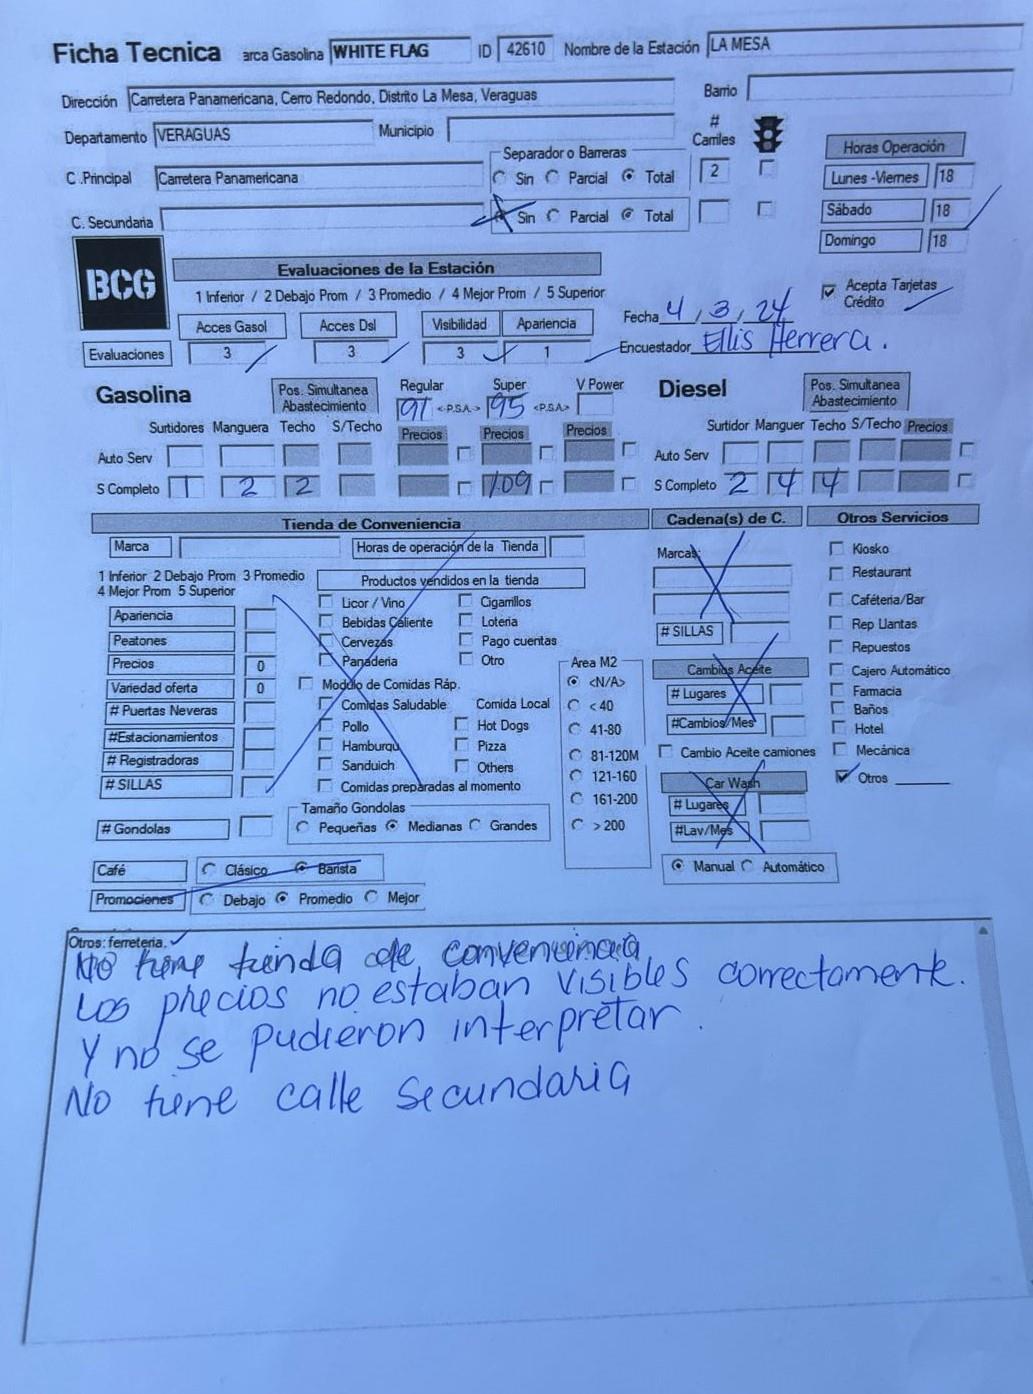 Ficha Tecnica arca Gasolina WHITE FLAG ID 42610 Nombre de la Estación LA MESA
Dirección Carretera Panamericana, Cerro Redondo, Distrito La Mesa, Veraguas Barrio
Departamento VERAGUAS Municipio # Carriles
C .Principal Carretera Panamericana Separador o Barreras Sin Parcial Total 2
C. Secundaria Sin Parcial Total
Horas Operación
Lunes -Viernes 18
Sábado 18
Domingo 18
BCG
Evaluaciones de la Estación
1 Inferior / 2 Debajo Prom / 3 Promedio / 4 Mejor Prom / 5 Superior
Acces Gasol Acces Dsl Visibilidad Apariencia
Evaluaciones 3 3 3 1
Acepta Tarjetas Crédito
Fecha 4 / 3 / 24
Encuestador Ellis Herrera.
Gasolina Pos. Simultanea Abastecimiento Regular 91 <-P.S.A.-> Super 95 <P.S.A> V Power
Surtidores Manguera Techo S/Techo Precios Precios Precios
Auto Serv
S Completo 1 2 2 1.09
Diesel Pos. Simultanea Abastecimiento
Surtidor Manguer Techo S/Techo Precios
Auto Serv
S Completo 2 4 4
Tienda de Conveniencia
Marca Horas de operación de la Tienda
1 Inferior 2 Debajo Prom 3 Promedio
4 Mejor Prom 5 Superior
Apariencia
Peatones
Precios 0
Variedad oferta 0
# Puertas Neveras
#Estacionamientos
# Registradoras
# SILLAS
# Gondolas
Productos vendidos en la tienda
Licor / Vino Cigarrillos
Bebidas Caliente Loteria
Cervezas Pago cuentas
Panaderia Otro
Modulo de Comidas Ráp.
Comidas Saludable Comida Local
Pollo Hot Dogs
Hamburqu Pizza
Sanduich Others
Comidas preparadas al momento
Tamaño Gondolas
Pequeñas Medianas Grandes
Area M2
<N/A>
< 40
41-80
81-120M
121-160
161-200
> 200
Café Clásico Barista
Promociones Debajo Promedio Mejor
Cadena(s) de C.
Marcas
# SILLAS
Cambios Aceite
# Lugares
#Cambios/Mes
Cambio Aceite camiones
Car Wash
# Lugares
#Lav/Mes
Manual Automático
Otros Servicios
Kiosko
Restaurant
Caféteria/Bar
Rep Llantas
Repuestos
Cajero Automático
Farmacia
Baños
Hotel
Mecánica
Otros
Otros: ferreteria.
No tiene tienda de conveniencia
Los precios no estaban visibles correctamente.
Y no se pudieron interpretar.
No tiene calle secundaria